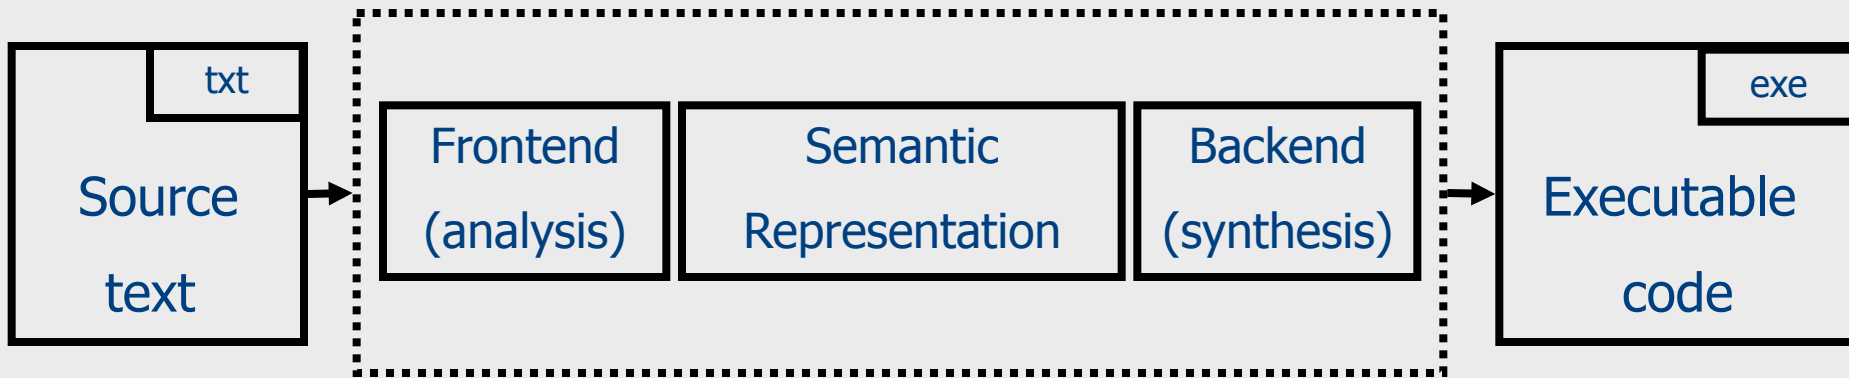 txt
Source
text
Frontend
(analysis)
Semantic
Representation
Backend
(synthesis)
exe
Executable
code